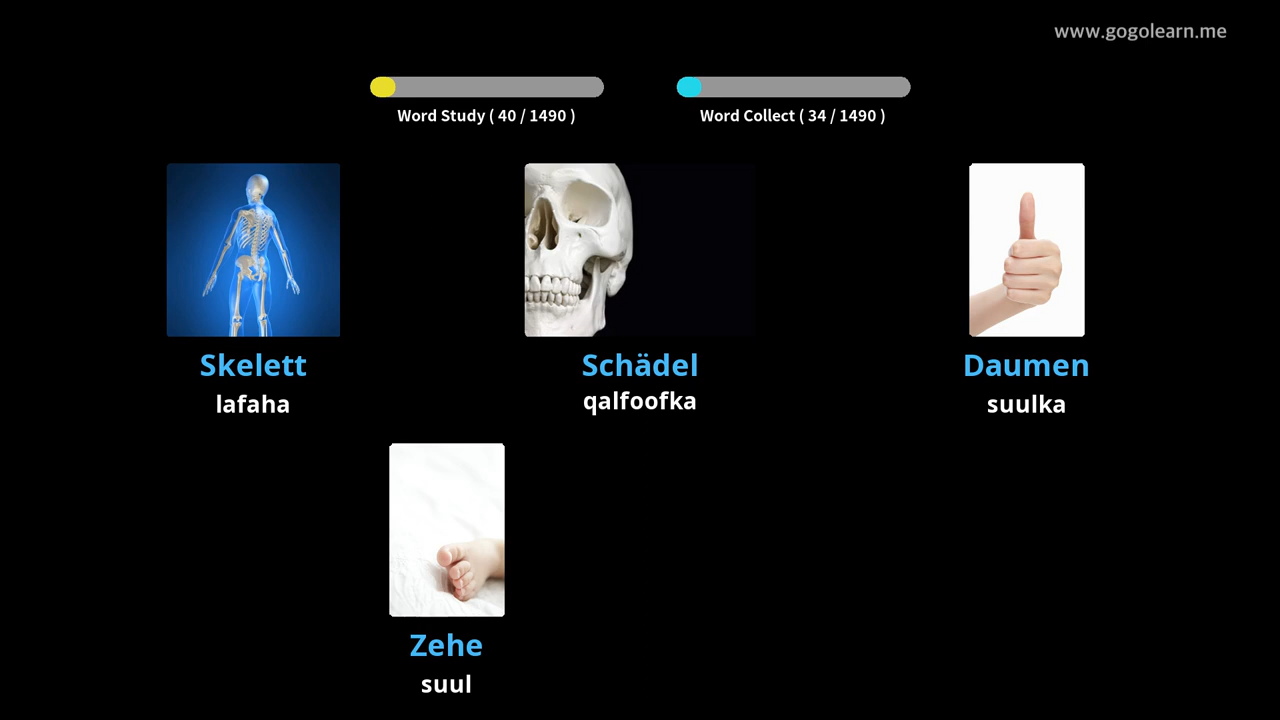 www.gogolearn.me
Word Study ( 40 / 1490 )
Word Collect ( 34 / 1490 )
Skelett
lafaha
Schädel
qalfoofka
Daumen
suulka
Zehe
suul